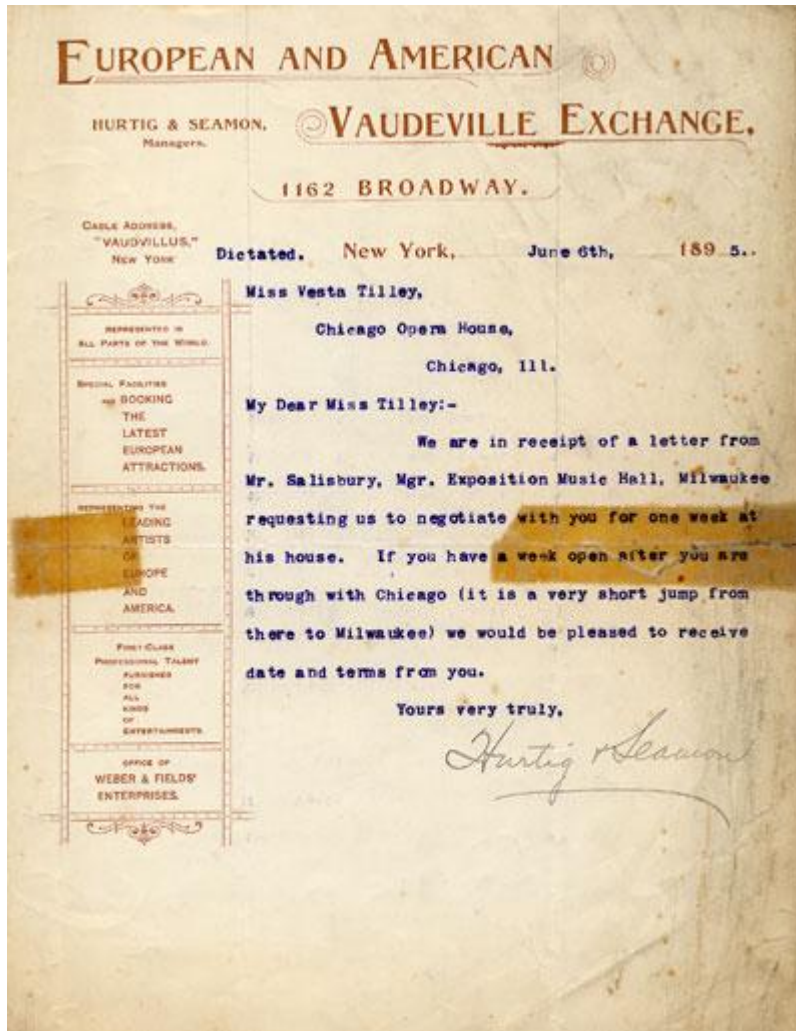 EUROPEAN AND AMERICAN
HURTIG & SEAMON, VAUDEVILLE EXCHANGE,
Managers.
1162 BROADWAY.
CABLE ADDRESS,
"VAUDVILLUS,"
NEW YORK
Dictated. New York, June 6th, 1895.
Miss Vesta Tilley,
Chicago Opera House,
Chicago, Ill.
My Dear Miss Tilley:-
We are in receipt of a letter from
Mr. Salisbury, Mgr. Exposition Music Hall, Milwaukee
requesting us to negotiate with you for one week at
his house. If you have a week open after you are
through with Chicago (it is a very short jump from
there to Milwaukee) we would be pleased to receive
date and terms from you.
Yours very truly,
Hurtig & Seamon
REPRESENTED IN
ALL PARTS OF THE WORLD.
SPECIAL FACILITIES
FOR BOOKING
THE
LATEST
EUROPEAN
ATTRACTIONS.
REPRESENTING THE
LEADING
ARTISTS
OF
EUROPE
AND
AMERICA.
FIRST-CLASS
PROFESSIONAL TALENT
FURNISHED
FOR
ALL
KINDS
OF
ENTERTAINMENTS
OFFICE OF
WEBER & FIELDS'
ENTERPRISES.